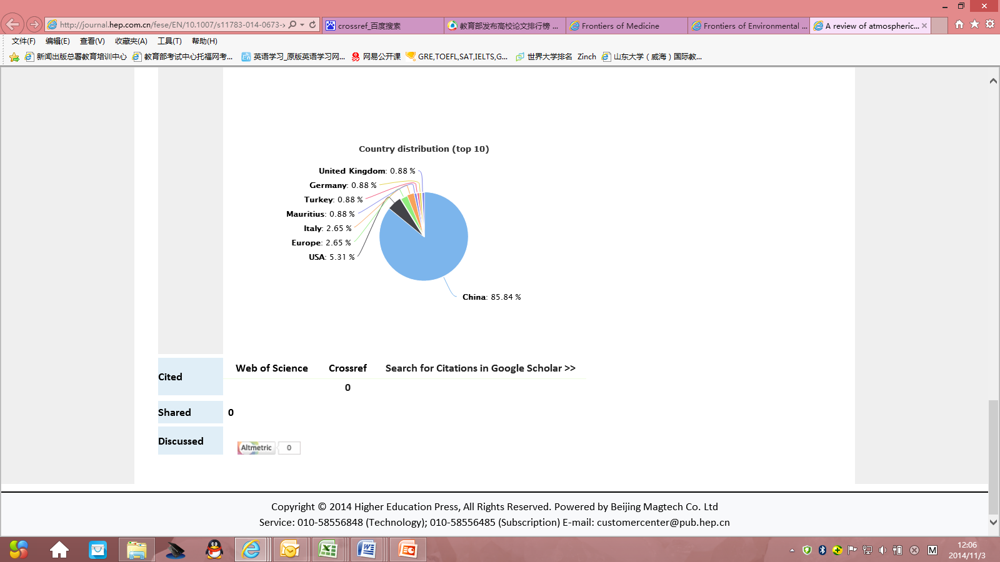 http://journal.hep.com.cn/fese/EN/10.1007/s11783-014-0673-x
crossref_百度搜索
教育部发布高校论文排行榜 ...
Frontiers of Medicine
Frontiers of Environmental ...
A review of atmospheric...
文件(F) 编辑(E) 查看(V) 收藏夹(A) 工具(T) 帮助(H)
新闻出版总署教育培训中心 教育部考试中心托福网考... 英语学习_原版英语学习网... 网易公开课 GRE,TOEFL,SAT,IELTS,G... 世界大学排名 Zinch 山东大学（威海）国际教...
Country distribution (top 10)
United Kingdom: 0.88 %
Germany: 0.88 %
Turkey: 0.88 %
Mauritius: 0.88 %
Italy: 2.65 %
Europe: 2.65 %
USA: 5.31 %
China: 85.84 %
Cited
Web of Science Crossref Search for Citations in Google Scholar >>
0
Shared 0
Discussed
Altmetric 0
Copyright © 2014 Higher Education Press, All Rights Reserved. Powered by Beijing Magtech Co. Ltd
Service: 010-58556848 (Technology); 010-58556485 (Subscription) E-mail: customercenter@pub.hep.cn
M
12:06
2014/11/3